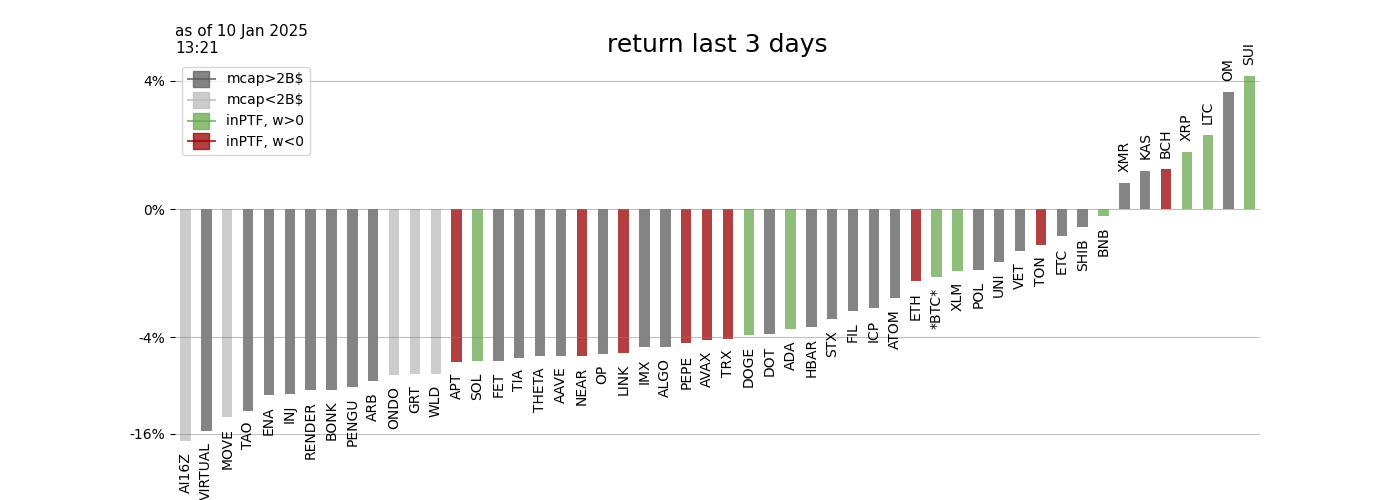 as of 10 Jan 2025
13:21
return last 3 days
mcap>2B$
mcap<2B$
inPTF, w>0
inPTF, w<0
4%
0%
-4%
-16%
AI16Z
VIRTUAL
MOVE
TAO
ENA
INJ
RENDER
BONK
PENGU
ARB
ONDO
GRT
WLD
APT
SOL
FET
TIA
THETA
AAVE
NEAR
OP
LINK
IMX
ALGO
PEPE
AVAX
TRX
DOGE
DOT
ADA
HBAR
STX
FIL
ICP
ATOM
ETH
*BTC*
XLM
POL
UNI
VET
TON
ETC
SHIB
BNB
XMR
KAS
BCH
XRP
LTC
OM
SUI